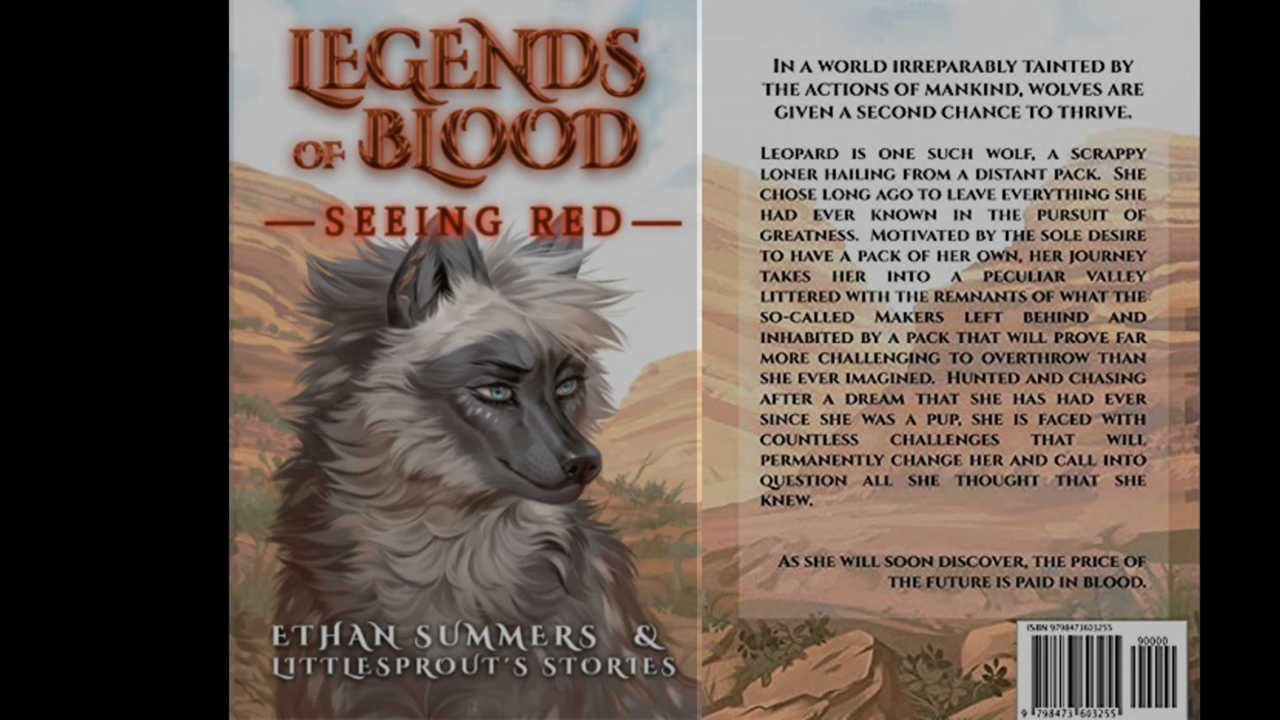 LEGENDS
OF BLOOD
—SEEING RED—
ETHAN SUMMERS &
LITTLESPROUT'S STORIES
IN A WORLD IRREPARABLY TAINTED BY
THE ACTIONS OF MANKIND, WOLVES ARE
GIVEN A SECOND CHANCE TO THRIVE.
LEOPARD IS ONE SUCH WOLF, A SCRAPPY
LONER HAILING FROM A DISTANT PACK. SHE
CHOSE LONG AGO TO LEAVE EVERYTHING SHE
HAD EVER KNOWN IN THE PURSUIT OF
GREATNESS. MOTIVATED BY THE SOLE DESIRE
TO HAVE A PACK OF HER OWN, HER JOURNEY
TAKES HER INTO A PECULIAR VALLEY
LITTERED WITH THE REMNANTS OF WHAT THE
SO-CALLED MAKERS LEFT BEHIND AND
INHABITED BY A PACK THAT WILL PROVE FAR
MORE CHALLENGING TO OVERTHROW THAN
SHE EVER IMAGINED. HUNTED AND CHASING
AFTER A DREAM THAT SHE HAS HAD EVER
SINCE SHE WAS A PUP, SHE IS FACED WITH
COUNTLESS CHALLENGES THAT WILL
PERMANENTLY CHANGE HER AND CALL INTO
QUESTION ALL SHE THOUGHT THAT SHE
KNEW.
AS SHE WILL SOON DISCOVER, THE PRICE OF
THE FUTURE IS PAID IN BLOOD.
ISBN 9798473603255
90000
9 798473 603255